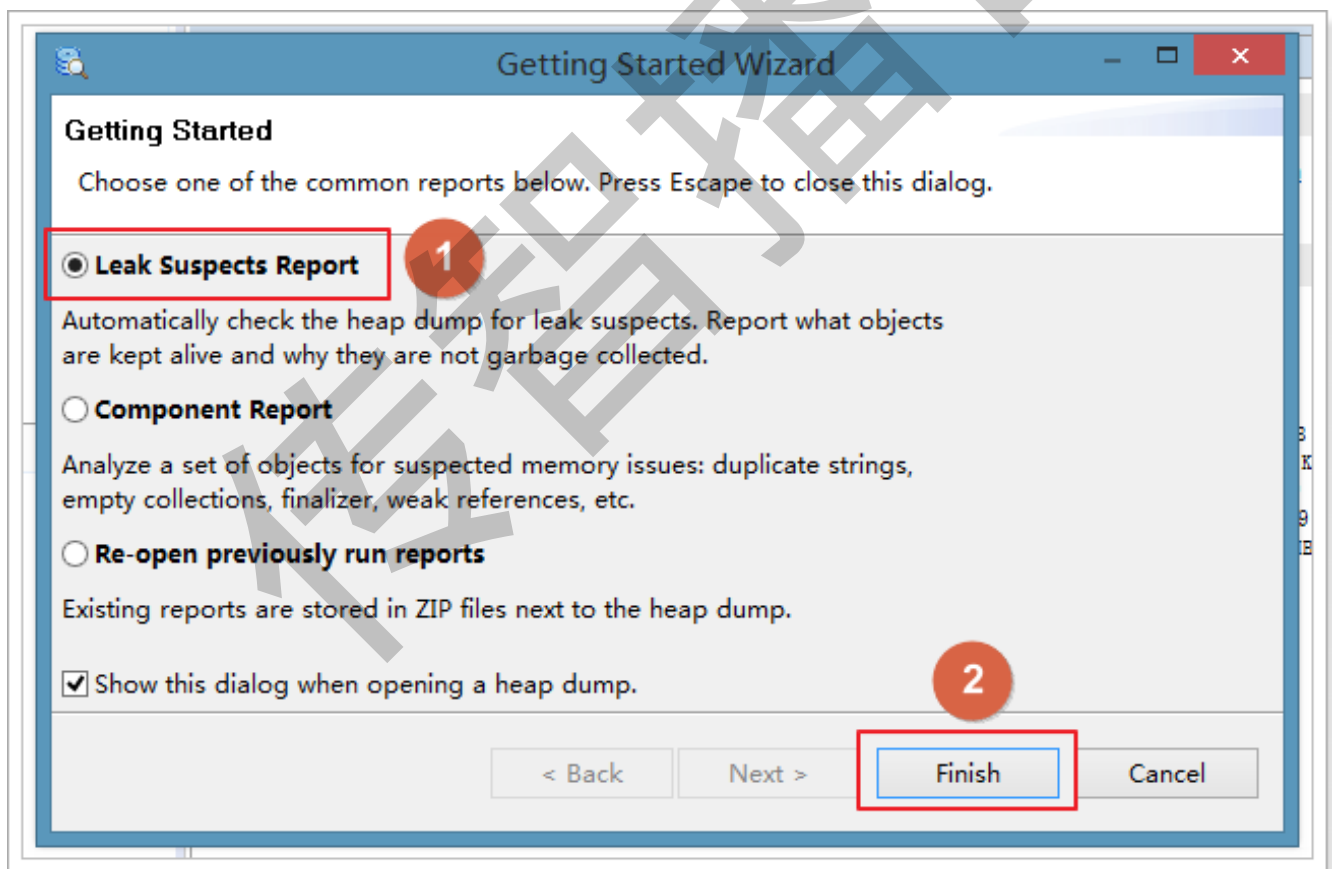 Getting Started Wizard
Getting Started
Choose one of the common reports below. Press Escape to close this dialog.
Leak Suspects Report
1
Automatically check the heap dump for leak suspects. Report what objects
are kept alive and why they are not garbage collected.
Component Report
Analyze a set of objects for suspected memory issues: duplicate strings,
empty collections, finalizer, weak references, etc.
Re-open previously run reports
Existing reports are stored in ZIP files next to the heap dump.
Show this dialog when opening a heap dump.
2
< Back
Next >
Finish
Cancel
传智播